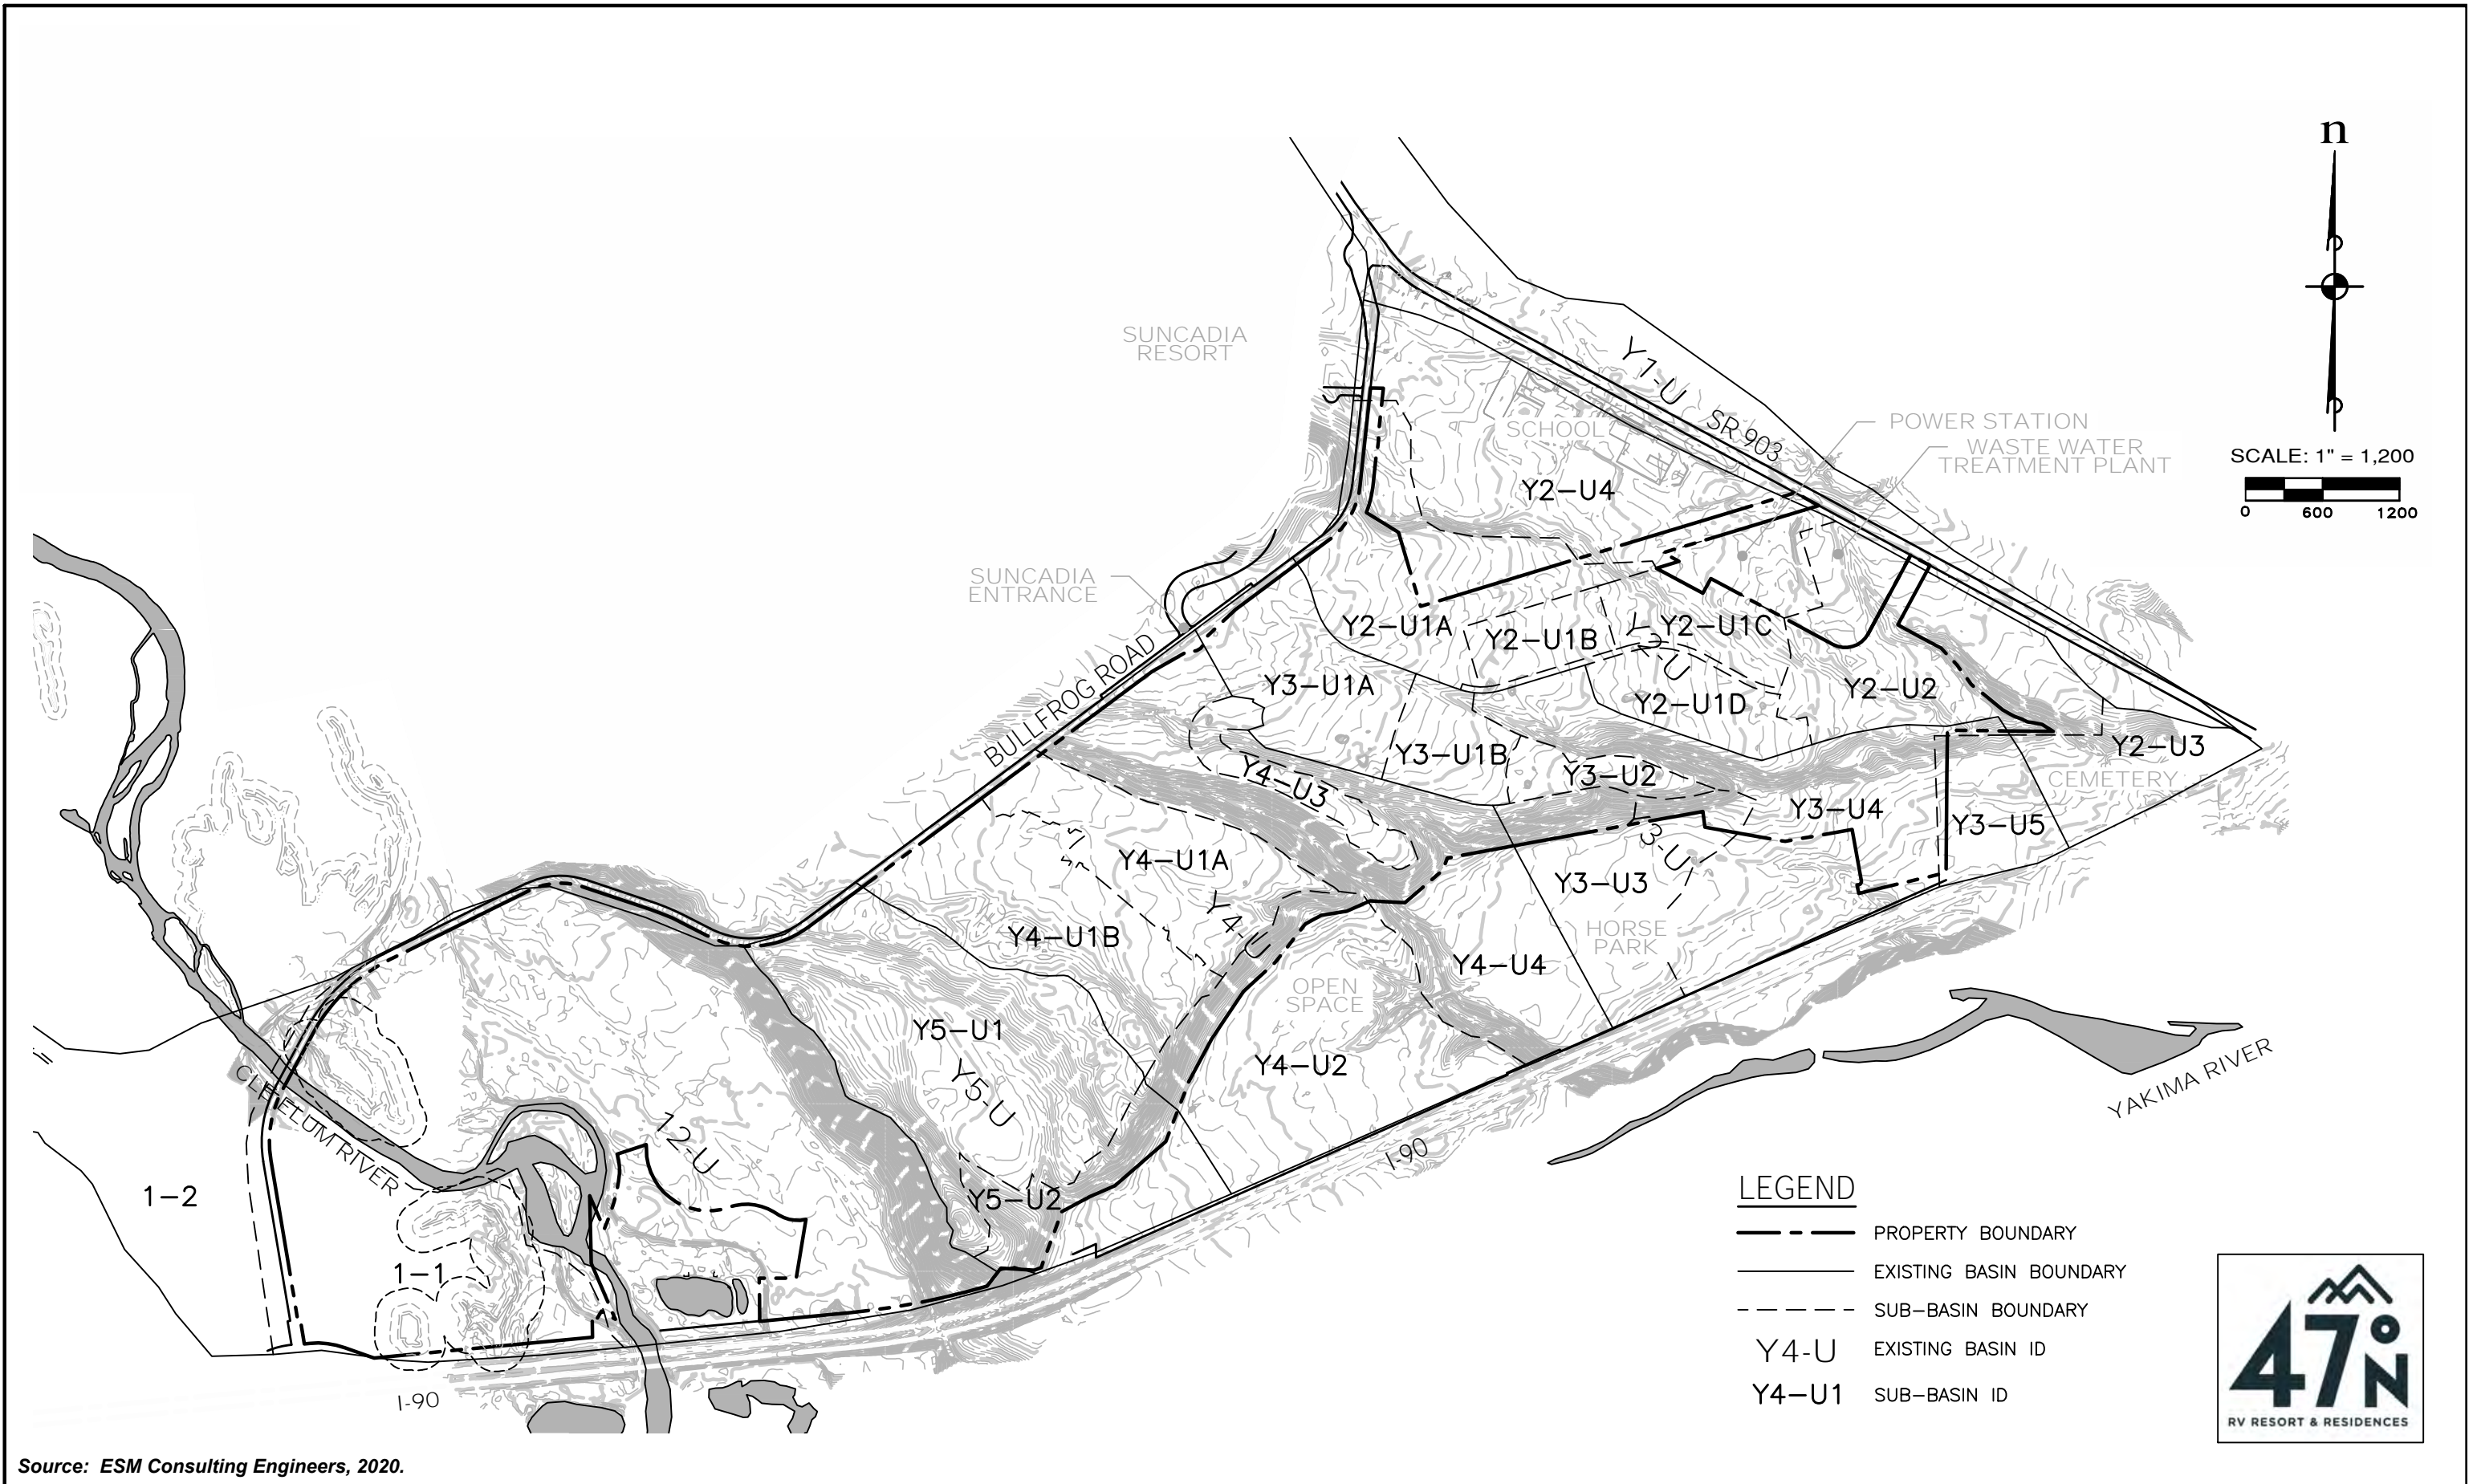 n
SCALE: 1" = 1,200
0 600 1200
SUNCADIA
RESORT
Y1-U
SR 903
SCHOOL
POWER STATION
WASTE WATER
TREATMENT PLANT
Y2-U4
SUNCADIA
ENTRANCE
BULLFROG ROAD
Y2-U1A
Y2-U1B
Y2-U1C
Y2-U
Y2-U1D
Y2-U2
Y2-U3
CEMETERY
Y3-U1A
Y3-U1B
Y3-U2
Y3-U4
Y3-U5
Y3-U
Y3-U3
HORSE
PARK
Y4-U3
Y4-U1A
Y4-U
Y4-U1B
Y4-U4
OPEN
SPACE
Y4-U2
Y5-U1
Y5-U
Y5-U2
12-U
CLE ELUM RIVER
1-2
1-1
I-90
I-90
YAKIMA RIVER
LEGEND
PROPERTY BOUNDARY
EXISTING BASIN BOUNDARY
SUB-BASIN BOUNDARY
Y4-U EXISTING BASIN ID
Y4-U1 SUB-BASIN ID
47°N
RV RESORT & RESIDENCES
Source: ESM Consulting Engineers, 2020.